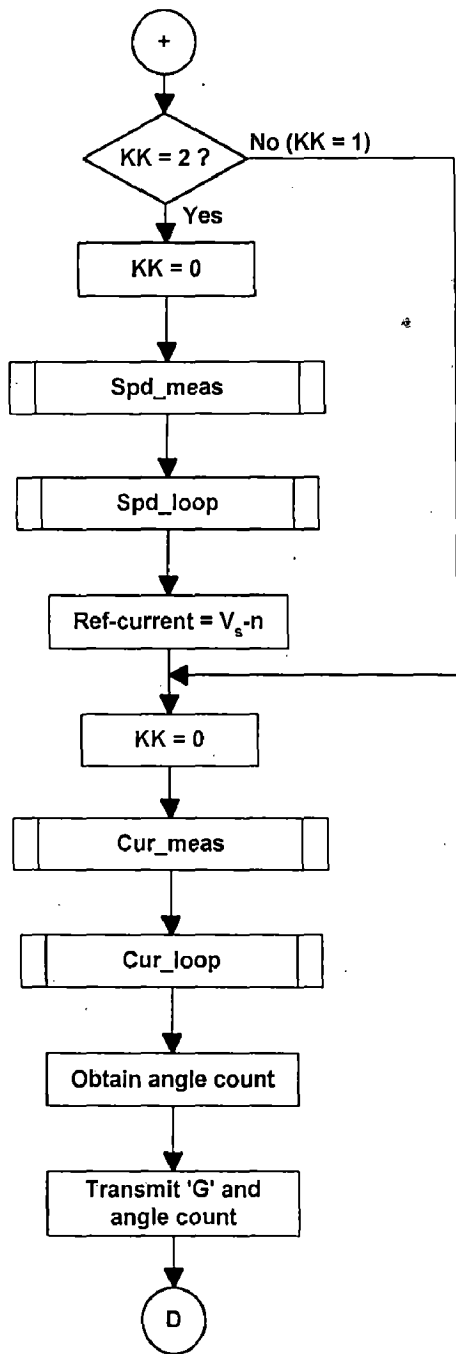 +
KK = 2 ?
No (KK = 1)
Yes
KK = 0
Spd_meas
Spd_loop
Ref-current = Vs-n
KK = 0
Cur_meas
Cur_loop
Obtain angle count
Transmit 'G' and
angle count
D